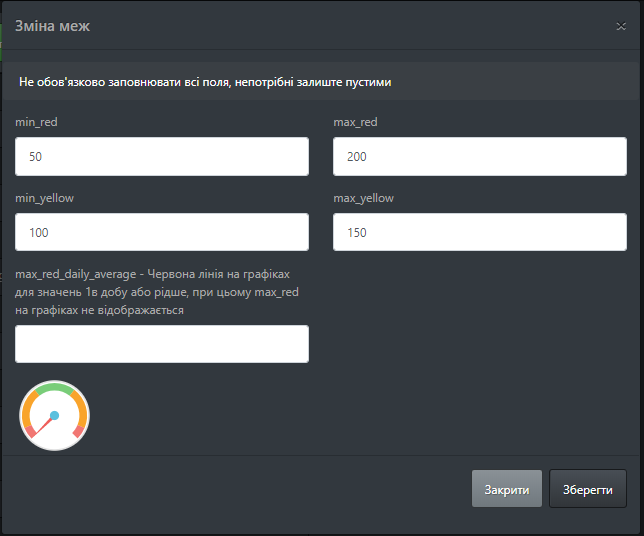 Зміна меж
×
Не обов'язково заповнювати всі поля, непотрібні залиште пустими
min_red
max_red
50
200
min_yellow
max_yellow
100
150
max_red_daily_average - Червона лінія на графіках
для значень 1в добу або рідше, при цьому max_red
на графіках не відображається
Закрити
Зберегти